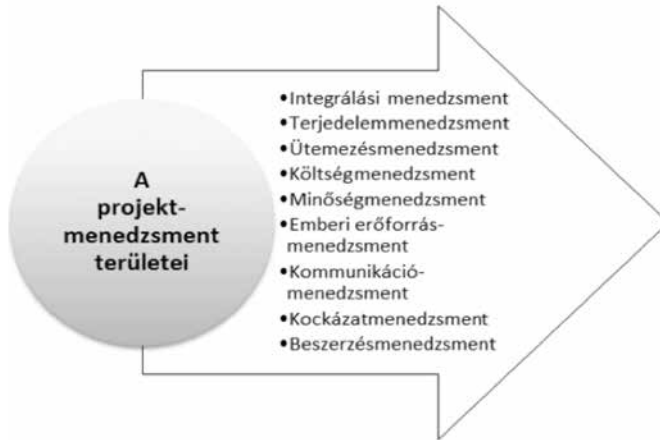 A
projekt-
menedzsment
területei
•Integrálási menedzsment
•Terjedelemmenedzsment
•Ütemezésmenedzsment
•Költségmenedzsment
•Minőségmenedzsment
•Emberi erőforrás-
menedzsment
•Kommunikáció-
menedzsment
•Kockázatmenedzsment
•Beszerzésmenedzsment